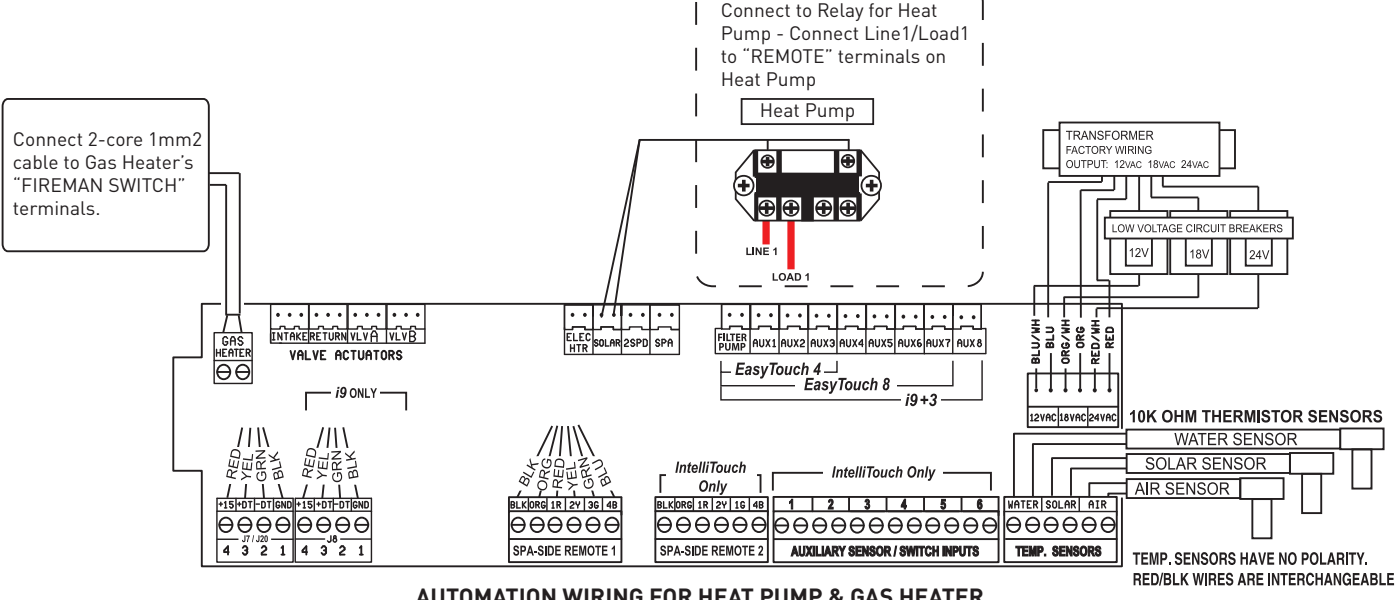 Connect to Relay for Heat
Pump - Connect Line1/Load1
to “REMOTE” terminals on
Heat Pump
Heat Pump
LINE 1
LOAD 1
Connect 2-core 1mm2
cable to Gas Heater’s
“FIREMAN SWITCH”
terminals.
TRANSFORMER
FACTORY WIRING
OUTPUT: 12VAC 18VAC 24VAC
LOW VOLTAGE CIRCUIT BREAKERS
12V 18V 24V
BLU/WH
BLU
ORG/WH
ORG
RED/WH
RED
12VAC 18VAC 24VAC
GAS
HEATER
INTAKE RETURN VLVA VLVB
VALVE ACTUATORS
ELEC
HTR
SOLAR 2SPD SPA
FILTER
PUMP
AUX1 AUX2 AUX3 AUX4 AUX5 AUX6 AUX7 AUX8
EasyTouch 4
EasyTouch 8
i9+3
i9 ONLY
RED YEL GRN BLK
RED YEL GRN BLK
+15 +DT -DT GND
J7/J20
4 3 2 1
+15 +DT -DT GND
J8
4 3 2 1
BLK ORG RED YEL GRN BLU
BLK ORG 1R 2Y 3G 4B
SPA-SIDE REMOTE 1
IntelliTouch
Only
BLK ORG 1R 2Y 1G 4B
SPA-SIDE REMOTE 2
IntelliTouch Only
1 2 3 4 5 6
AUXILIARY SENSOR / SWITCH INPUTS
WATER SOLAR AIR
TEMP. SENSORS
10K OHM THERMISTOR SENSORS
WATER SENSOR
SOLAR SENSOR
AIR SENSOR
TEMP. SENSORS HAVE NO POLARITY.
RED/BLK WIRES ARE INTERCHANGEABLE
AUTOMATION WIRING FOR HEAT PUMP & GAS HEATER